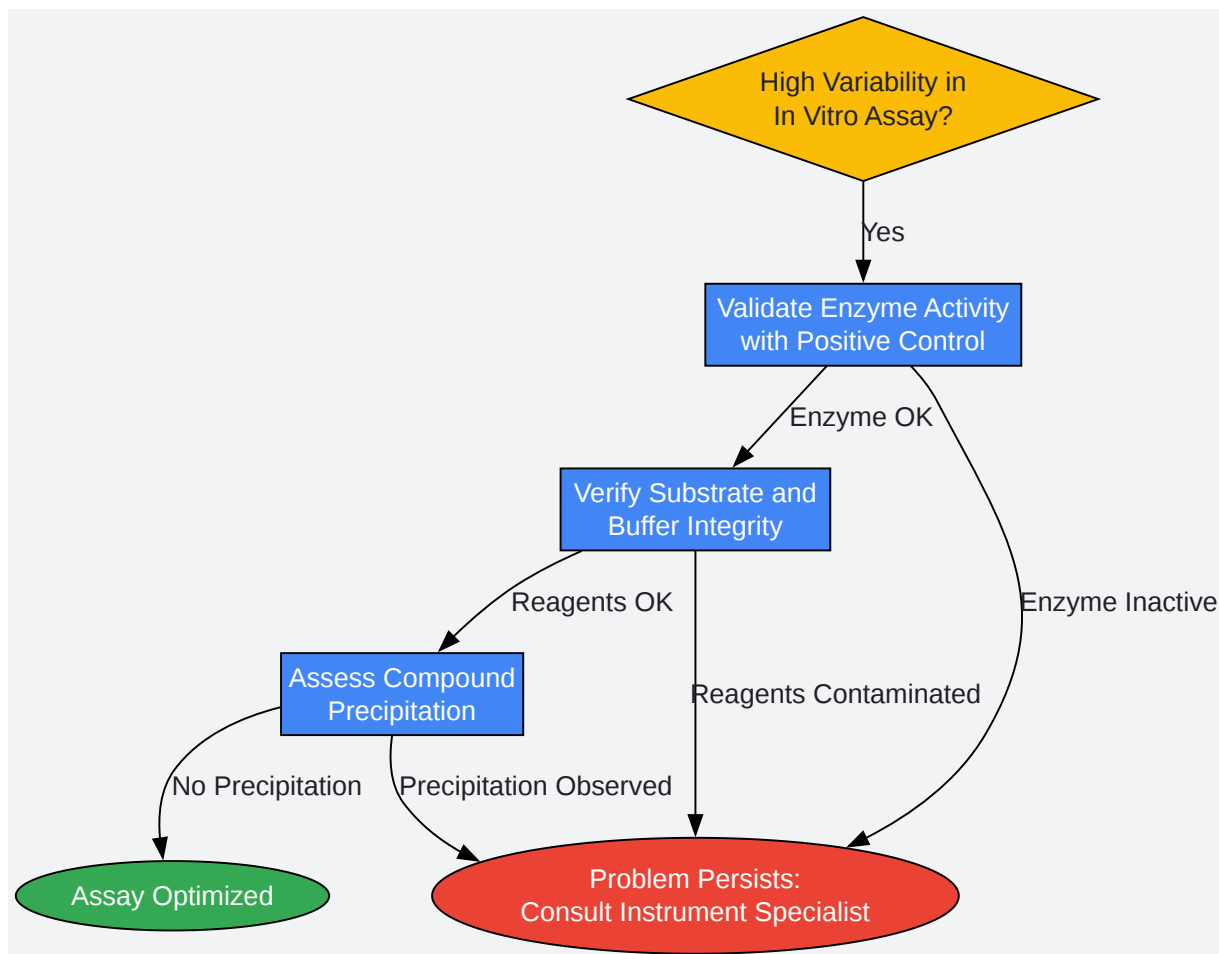 High Variability in
In Vitro Assay?
Yes
Validate Enzyme Activity
with Positive Control
Enzyme OK
Verify Substrate and
Buffer Integrity
Reagents OK
Enzyme Inactive
Assess Compound
Precipitation
Reagents Contaminated
No Precipitation
Precipitation Observed
Assay Optimized
Problem Persists:
Consult Instrument Specialist